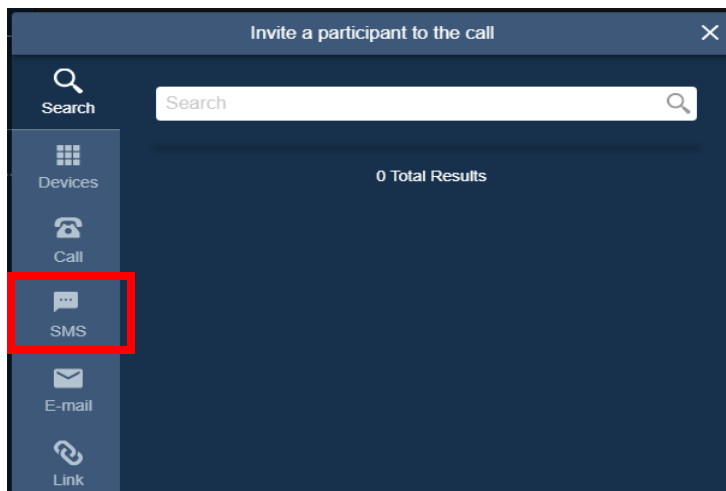 Invite a participant to the call
Search
Search
0 Total Results
Devices
Call
SMS
E-mail
Link